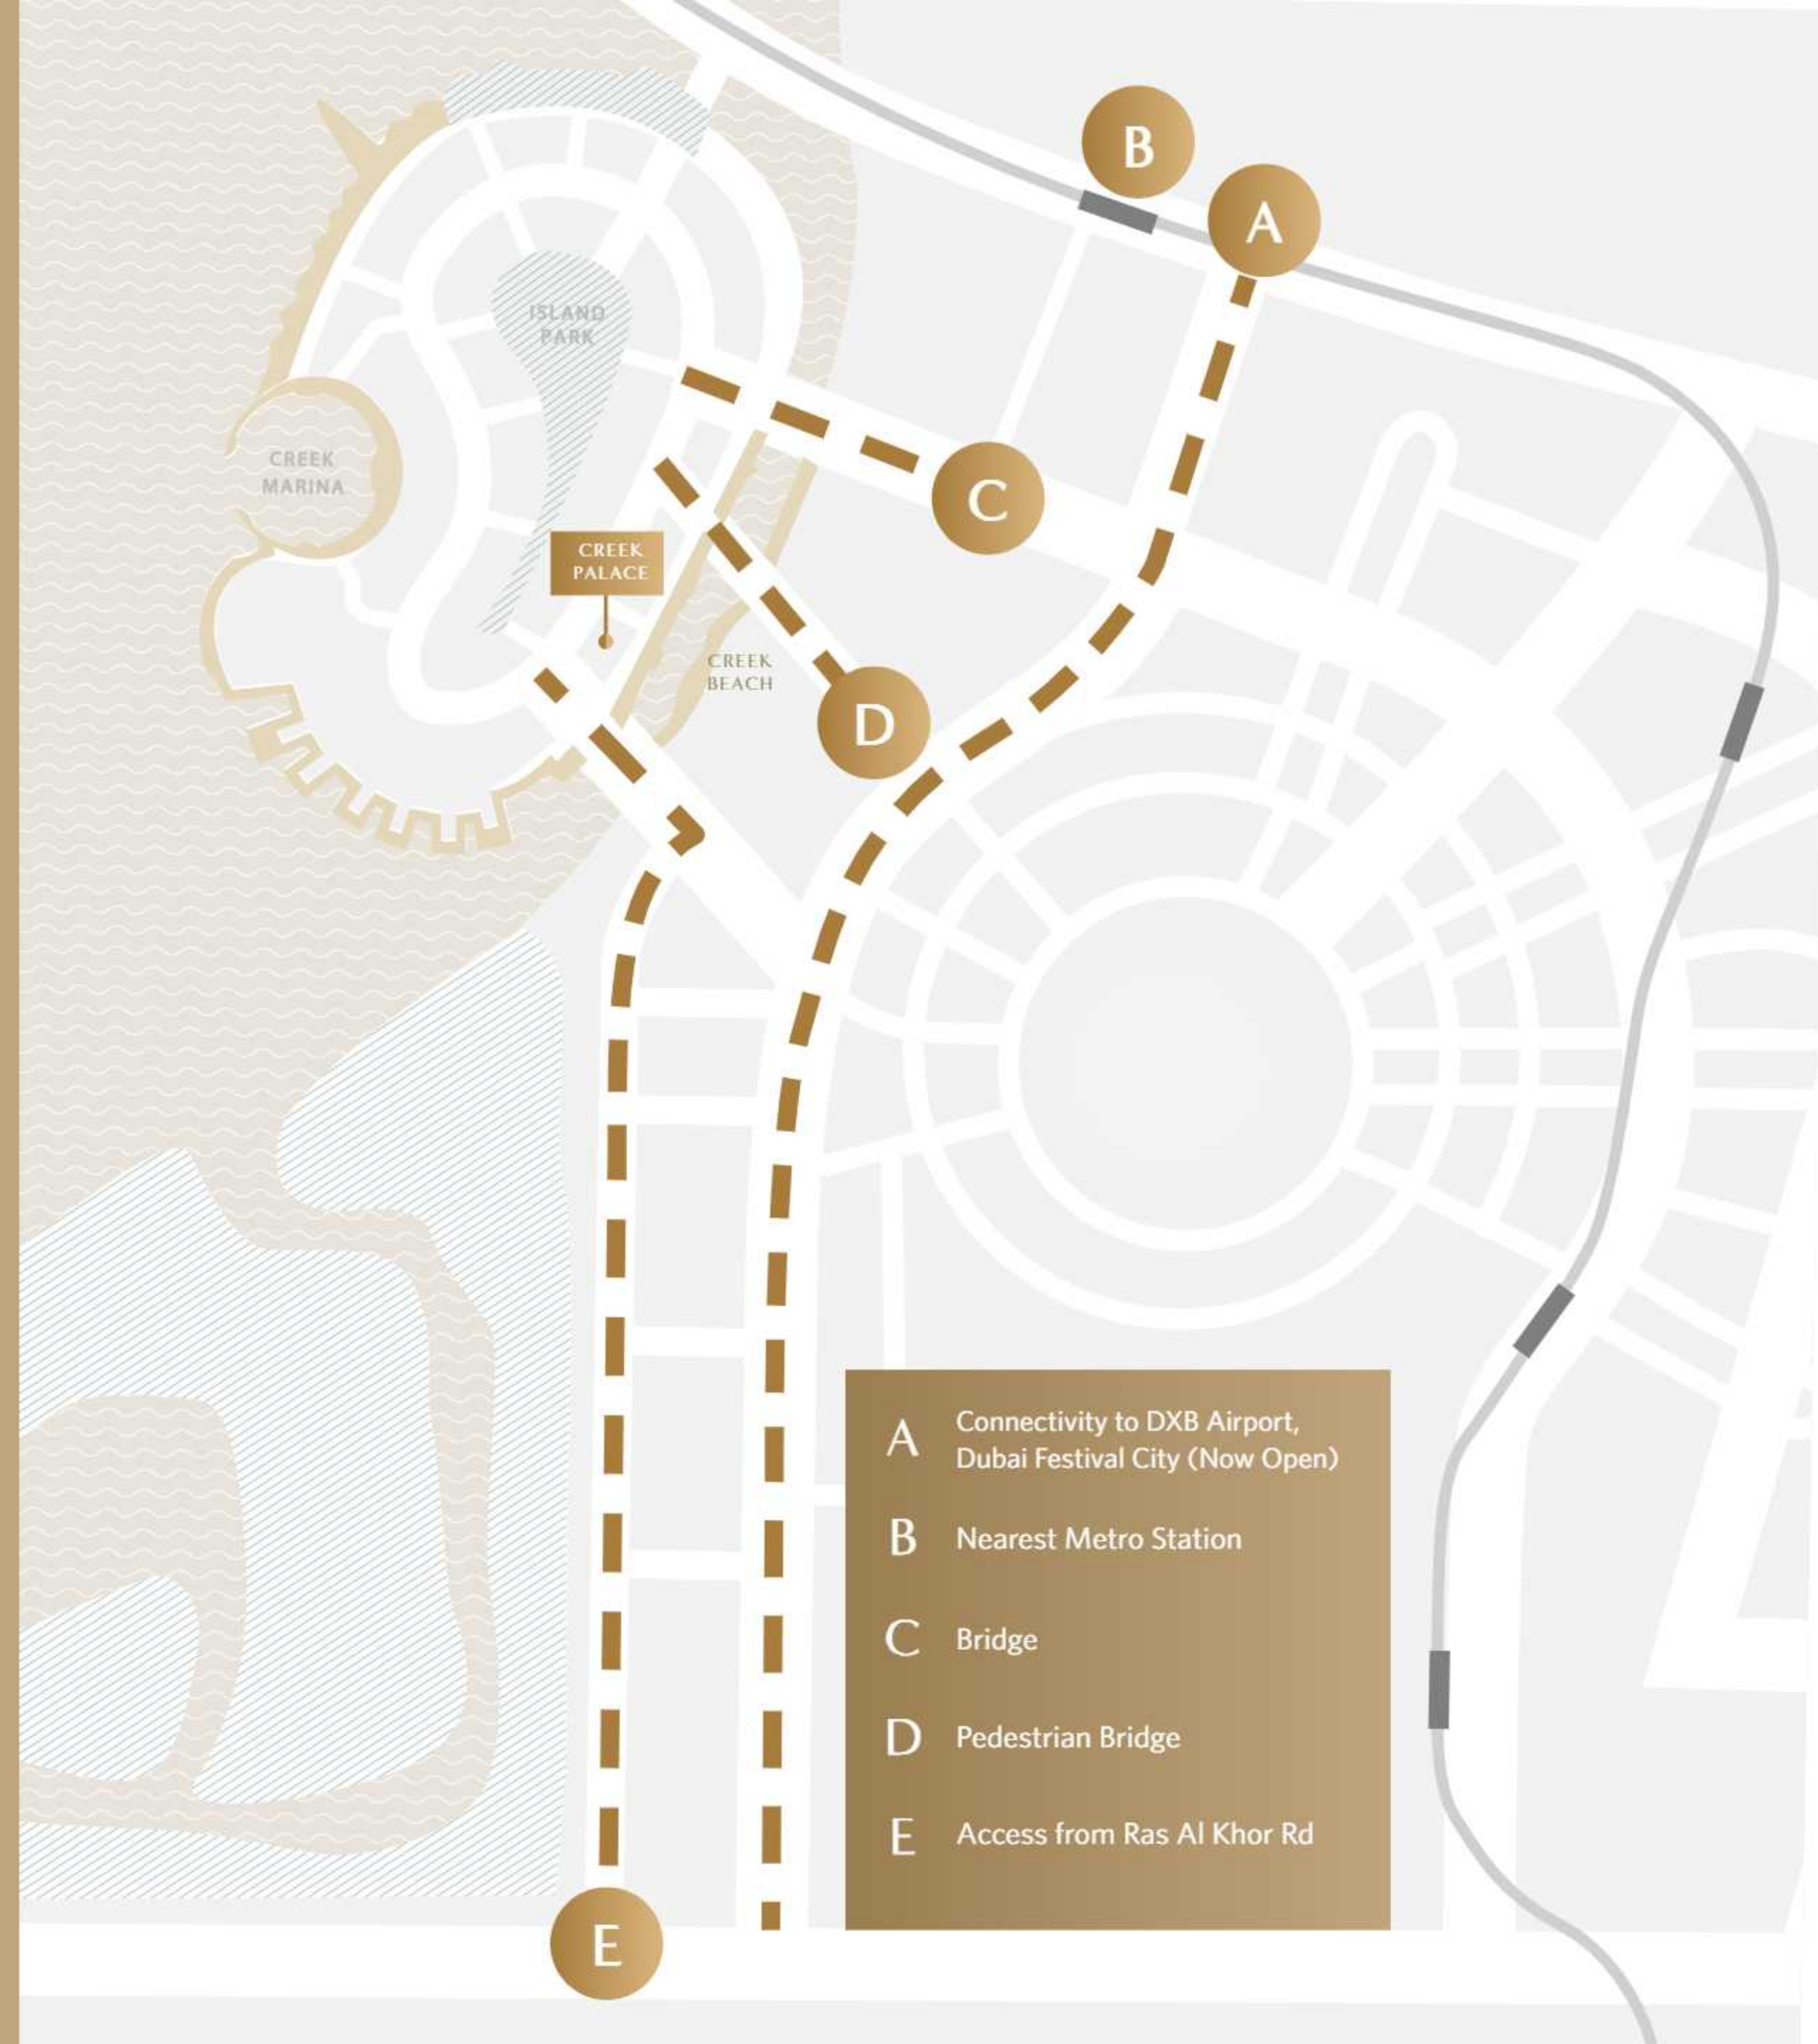 B
A
ISLAND
PARK
CREEK
MARINA
C
CREEK
PALACE
CREEK
BEACH
D
A
Connectivity to DXB Airport,
Dubai Festival City (Now Open)
B Nearest Metro Station
C Bridge
D Pedestrian Bridge
E Access from Ras Al Khor Rd
E